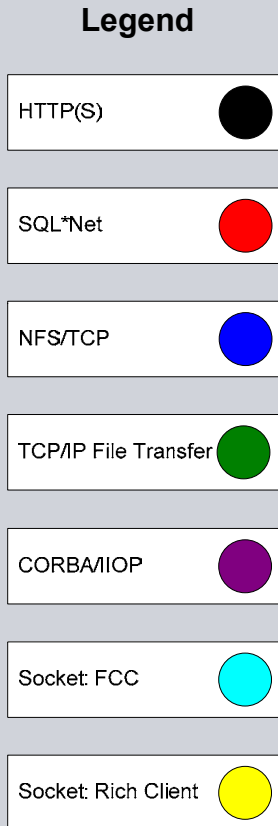 Legend
HTTP(S)
SQL*Net
NFS/TCP
TCP/IP File Transfer
CORBA/IIOP
Socket: FCC
Socket: Rich Client